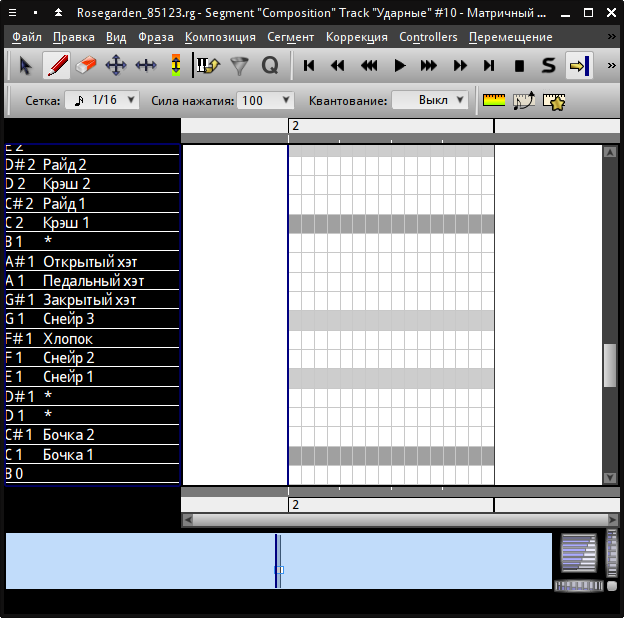 Rosegarden_85123.rg - Segment "Composition" Track "Ударные" #10 - Матричный ...
Файл Правка Вид Фраза Композиция Сегмент Коррекция Controllers Перемещение »
Q S »
Сетка: 1/16 Сила нажатия: 100 Квантование: Выкл
2
E 2
D# 2 Райд 2
D 2 Крэш 2
C# 2 Райд 1
C 2 Крэш 1
B 1 *
A# 1 Открытый хэт
A 1 Педальный хэт
G# 1 Закрытый хэт
G 1 Снейр 3
F# 1 Хлопок
F 1 Снейр 2
E 1 Снейр 1
D# 1 *
D 1 *
C# 1 Бочка 2
C 1 Бочка 1
B 0
2